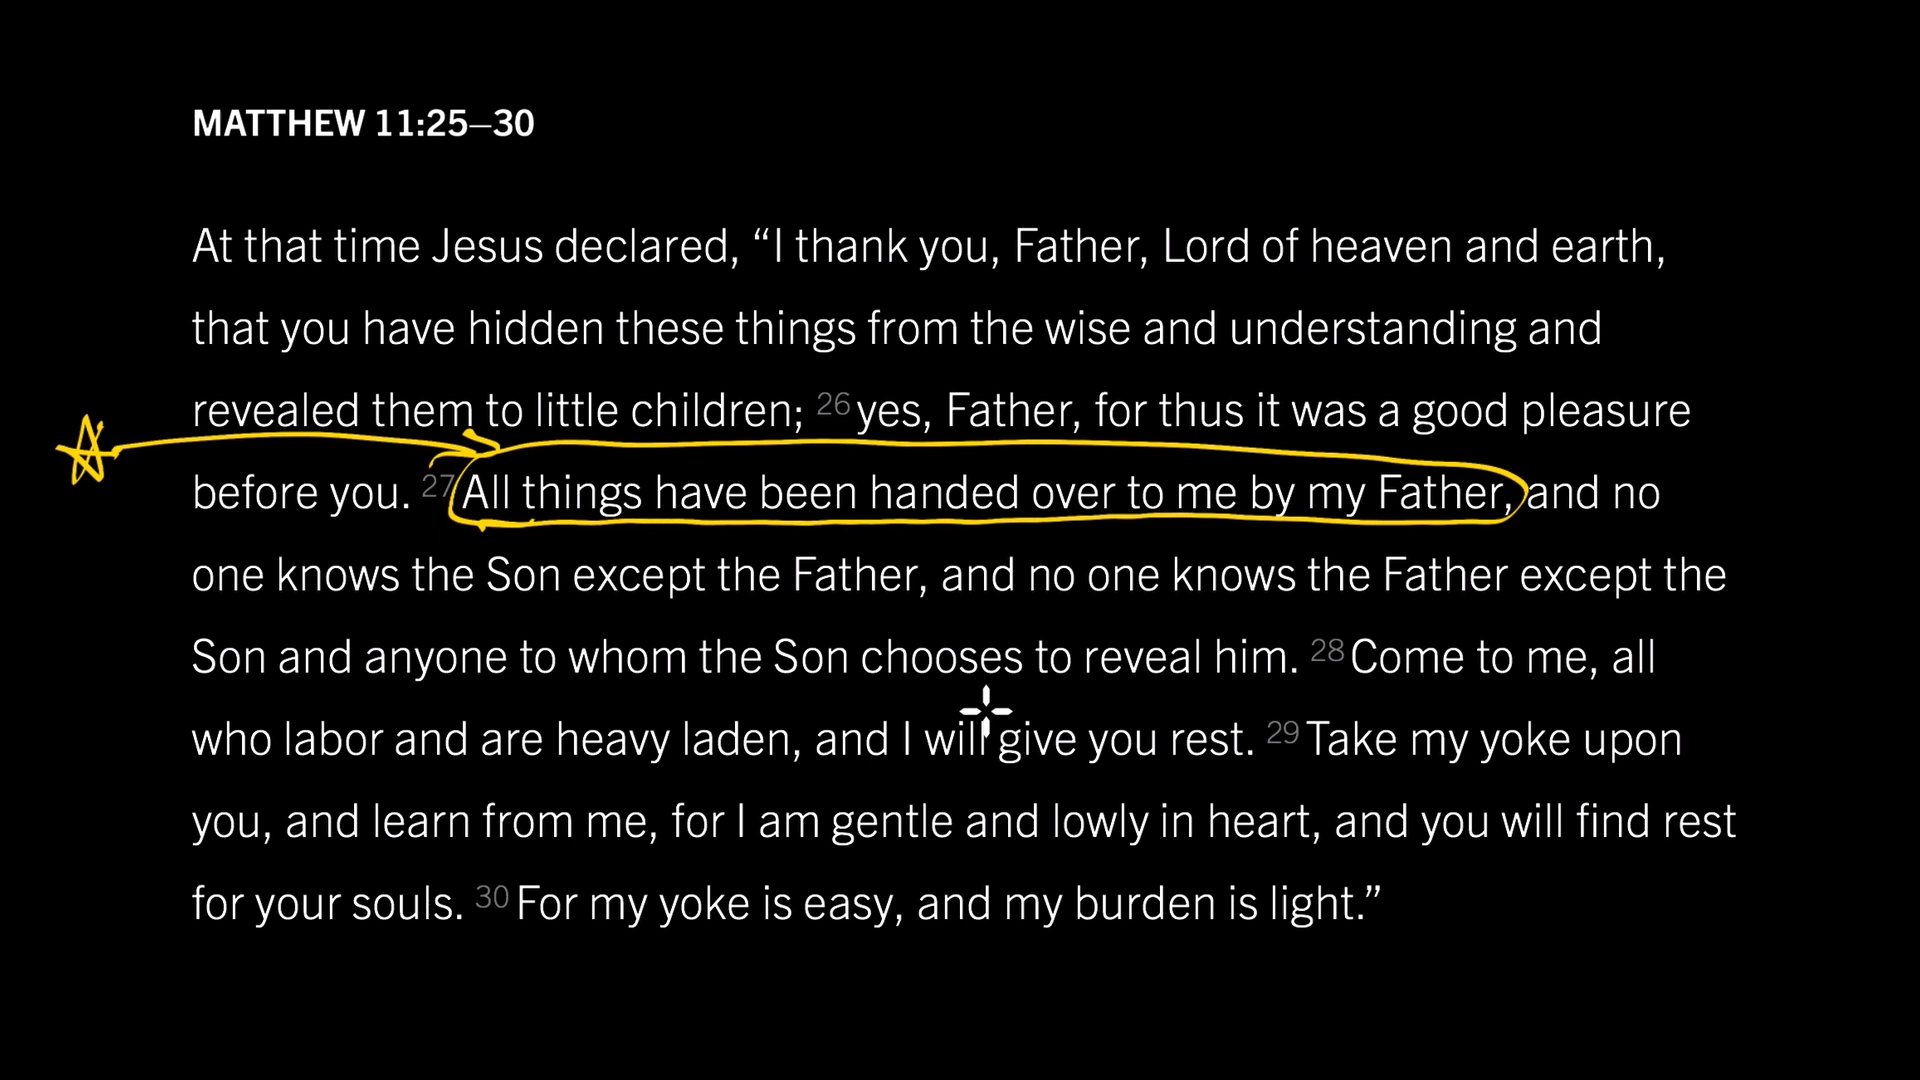 MATTHEW 11:25–30
At that time Jesus declared, “I thank you, Father, Lord of heaven and earth,
that you have hidden these things from the wise and understanding and
revealed them to little children; 26 yes, Father, for thus it was a good pleasure
before you. 27 All things have been handed over to me by my Father, and no
one knows the Son except the Father, and no one knows the Father except the
Son and anyone to whom the Son chooses to reveal him. 28 Come to me, all
who labor and are heavy laden, and I will give you rest. 29 Take my yoke upon
you, and learn from me, for I am gentle and lowly in heart, and you will find rest
for your souls. 30 For my yoke is easy, and my burden is light.”